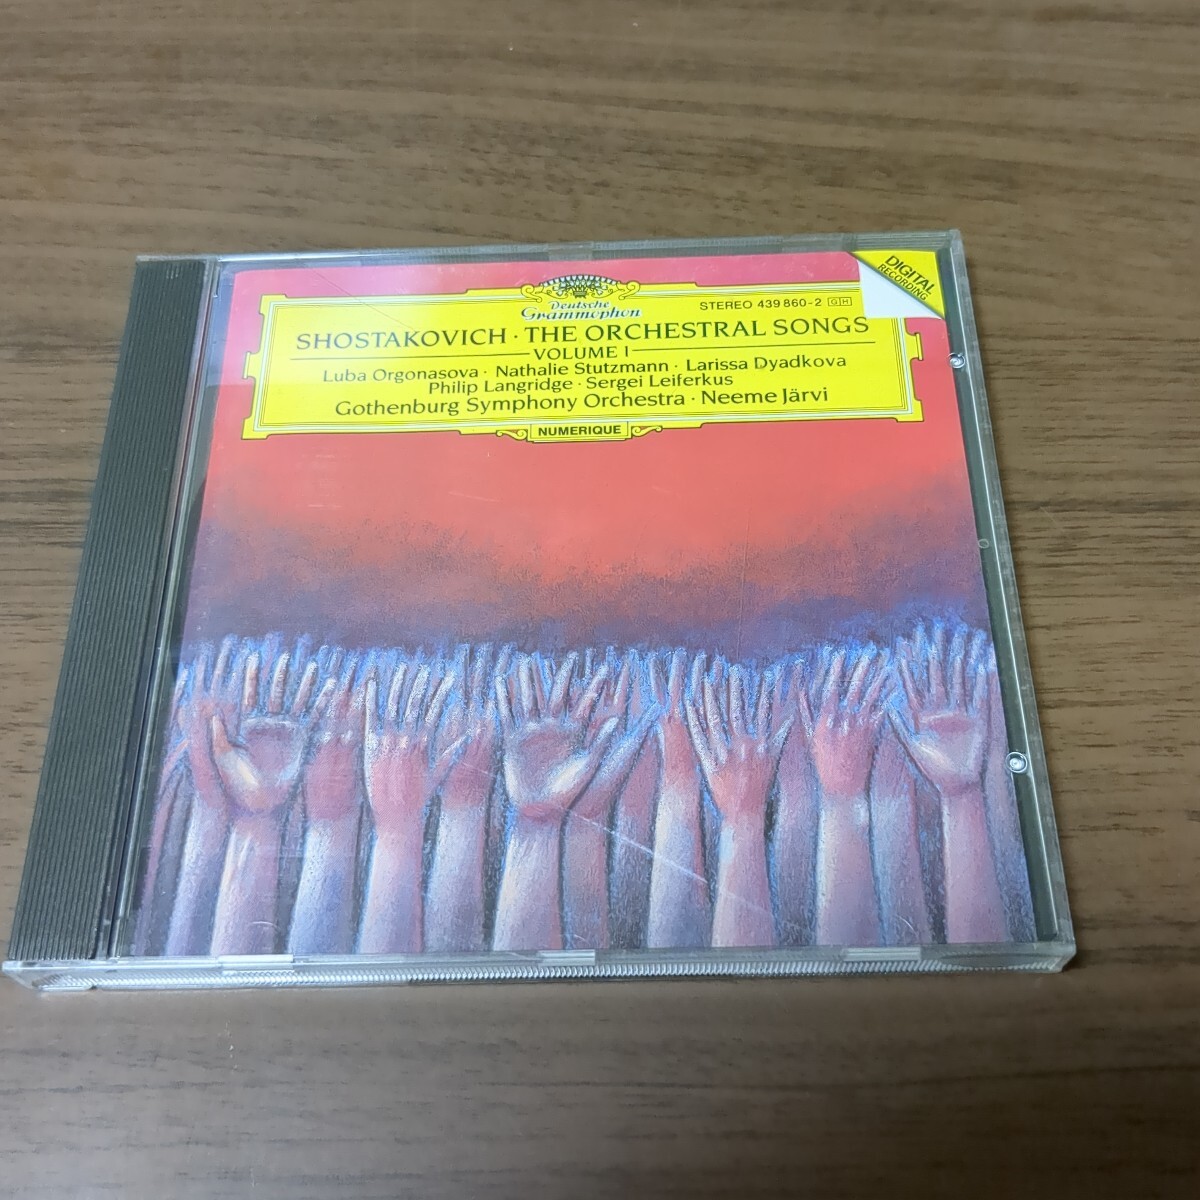 Deutsche
Grammophon
STEREO 439 860-2 GH
DIGITAL
RECORDING
SHOSTAKOVICH · THE ORCHESTRAL SONGS
VOLUME I
Luba Orgonasova · Nathalie Stutzmann · Larissa Dyadkova
Philip Langridge · Sergei Leiferkus
Gothenburg Symphony Orchestra · Neeme Järvi
NUMERIQUE